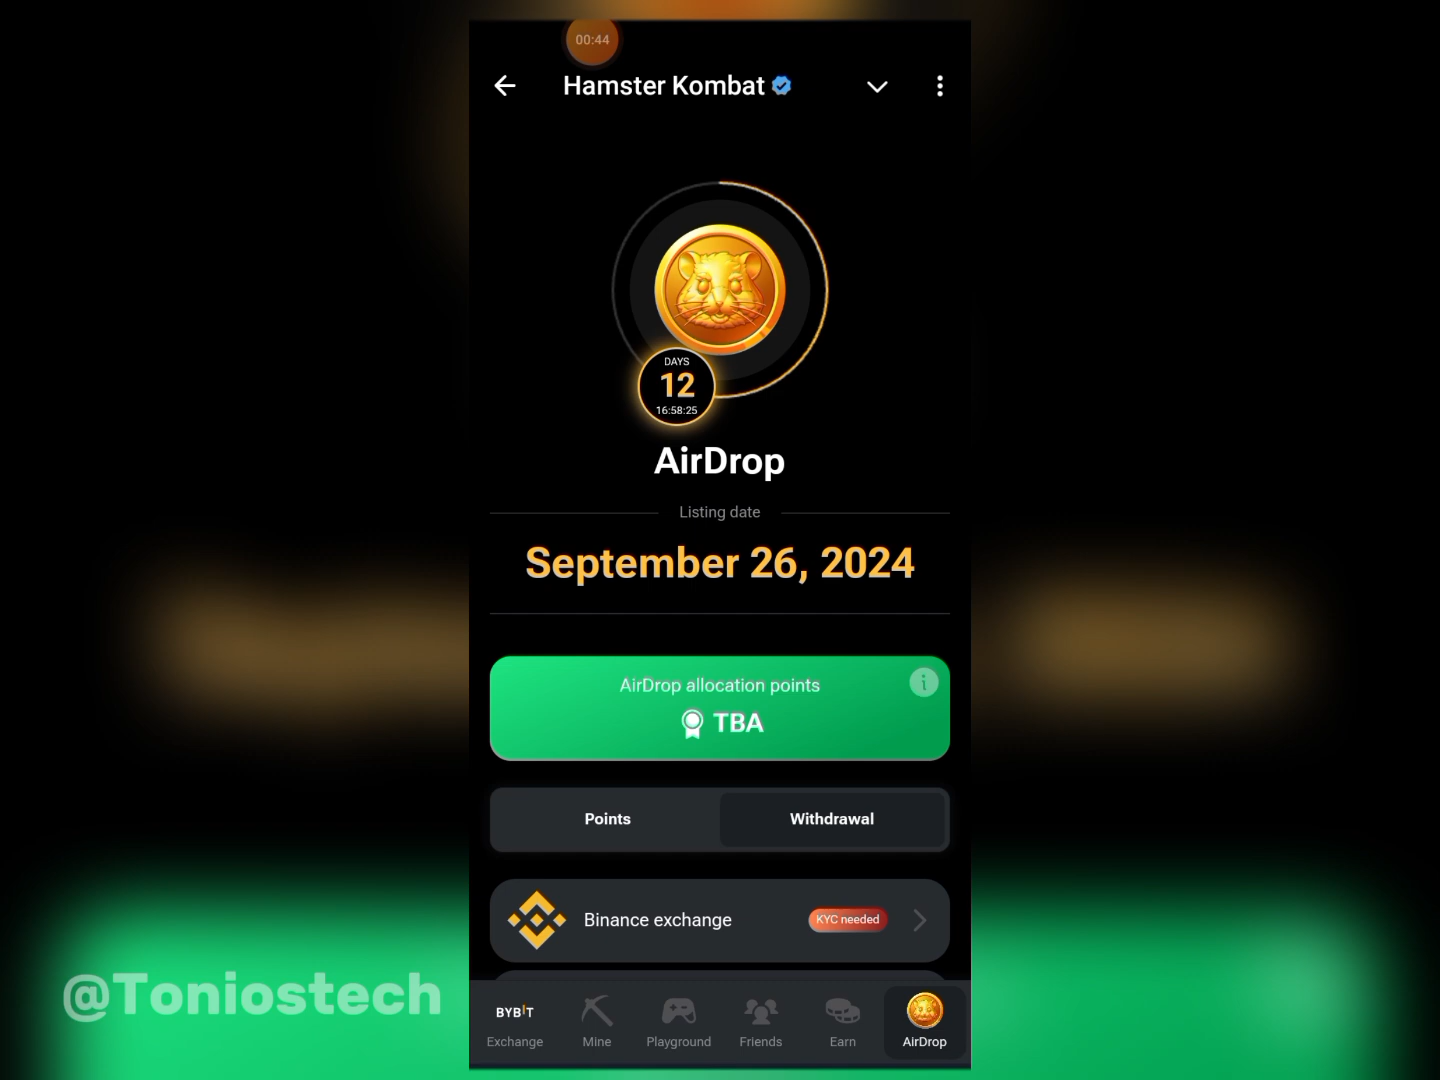 00:44
Hamster Kombat
DAYS
12
16:58:25
AirDrop
Listing date
September 26, 2024
AirDrop allocation points
TBA
Points
Withdrawal
Binance exchange
KYC needed
@Toniostech
BYBIT
Exchange
Mine
Playground
Friends
Earn
AirDrop